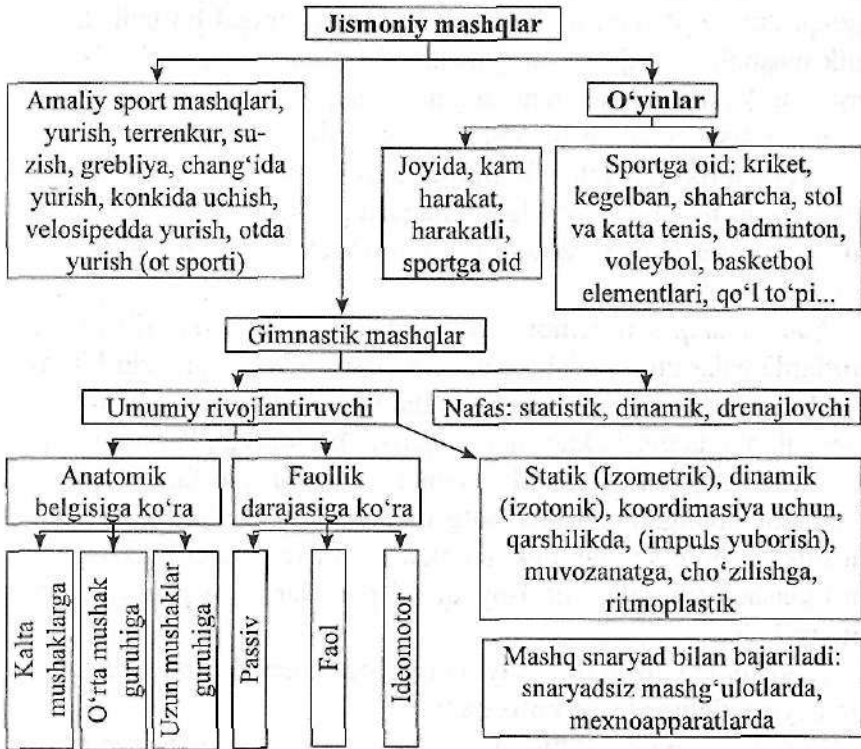 Jismoniy mashqlar
Amaliy sport mashqlari,
yurish, terrenkur, su-
zish, grebliya, chang‘ida
yurish, konkida uchish,
velosipedda yurish, otda
yurish (ot sporti)
O‘yinlar
Joyida, kam
harakat,
harakatli,
sportga oid
Sportga oid: kriket,
kegelban, shaharcha, stol
va katta tenis, badminton,
voleybol, basketbol
elementlari, qo‘l to‘pi...
Gimnastik mashqlar
Umumiy rivojlantiruvchi
Nafas: statistik, dinamik, drenajlovchi
Anatomik
belgisiga ko‘ra
Faollik
darajasiga ko‘ra
Statik (Izometrik), dinamik
(izotonik), koordimasiya uchun,
qarshilikda, (impuls yuborish),
muvozanatga, cho‘zilishga,
ritmoplastik
Kalta
mushaklarga
O‘rta mushak
guruhiga
Uzun mushaklar
guruhiga
Passiv
Faol
Ideomotor
Mashq snaryad bilan bajariladi:
snaryadsiz mashg‘ulotlarda,
mexnoapparatlarda